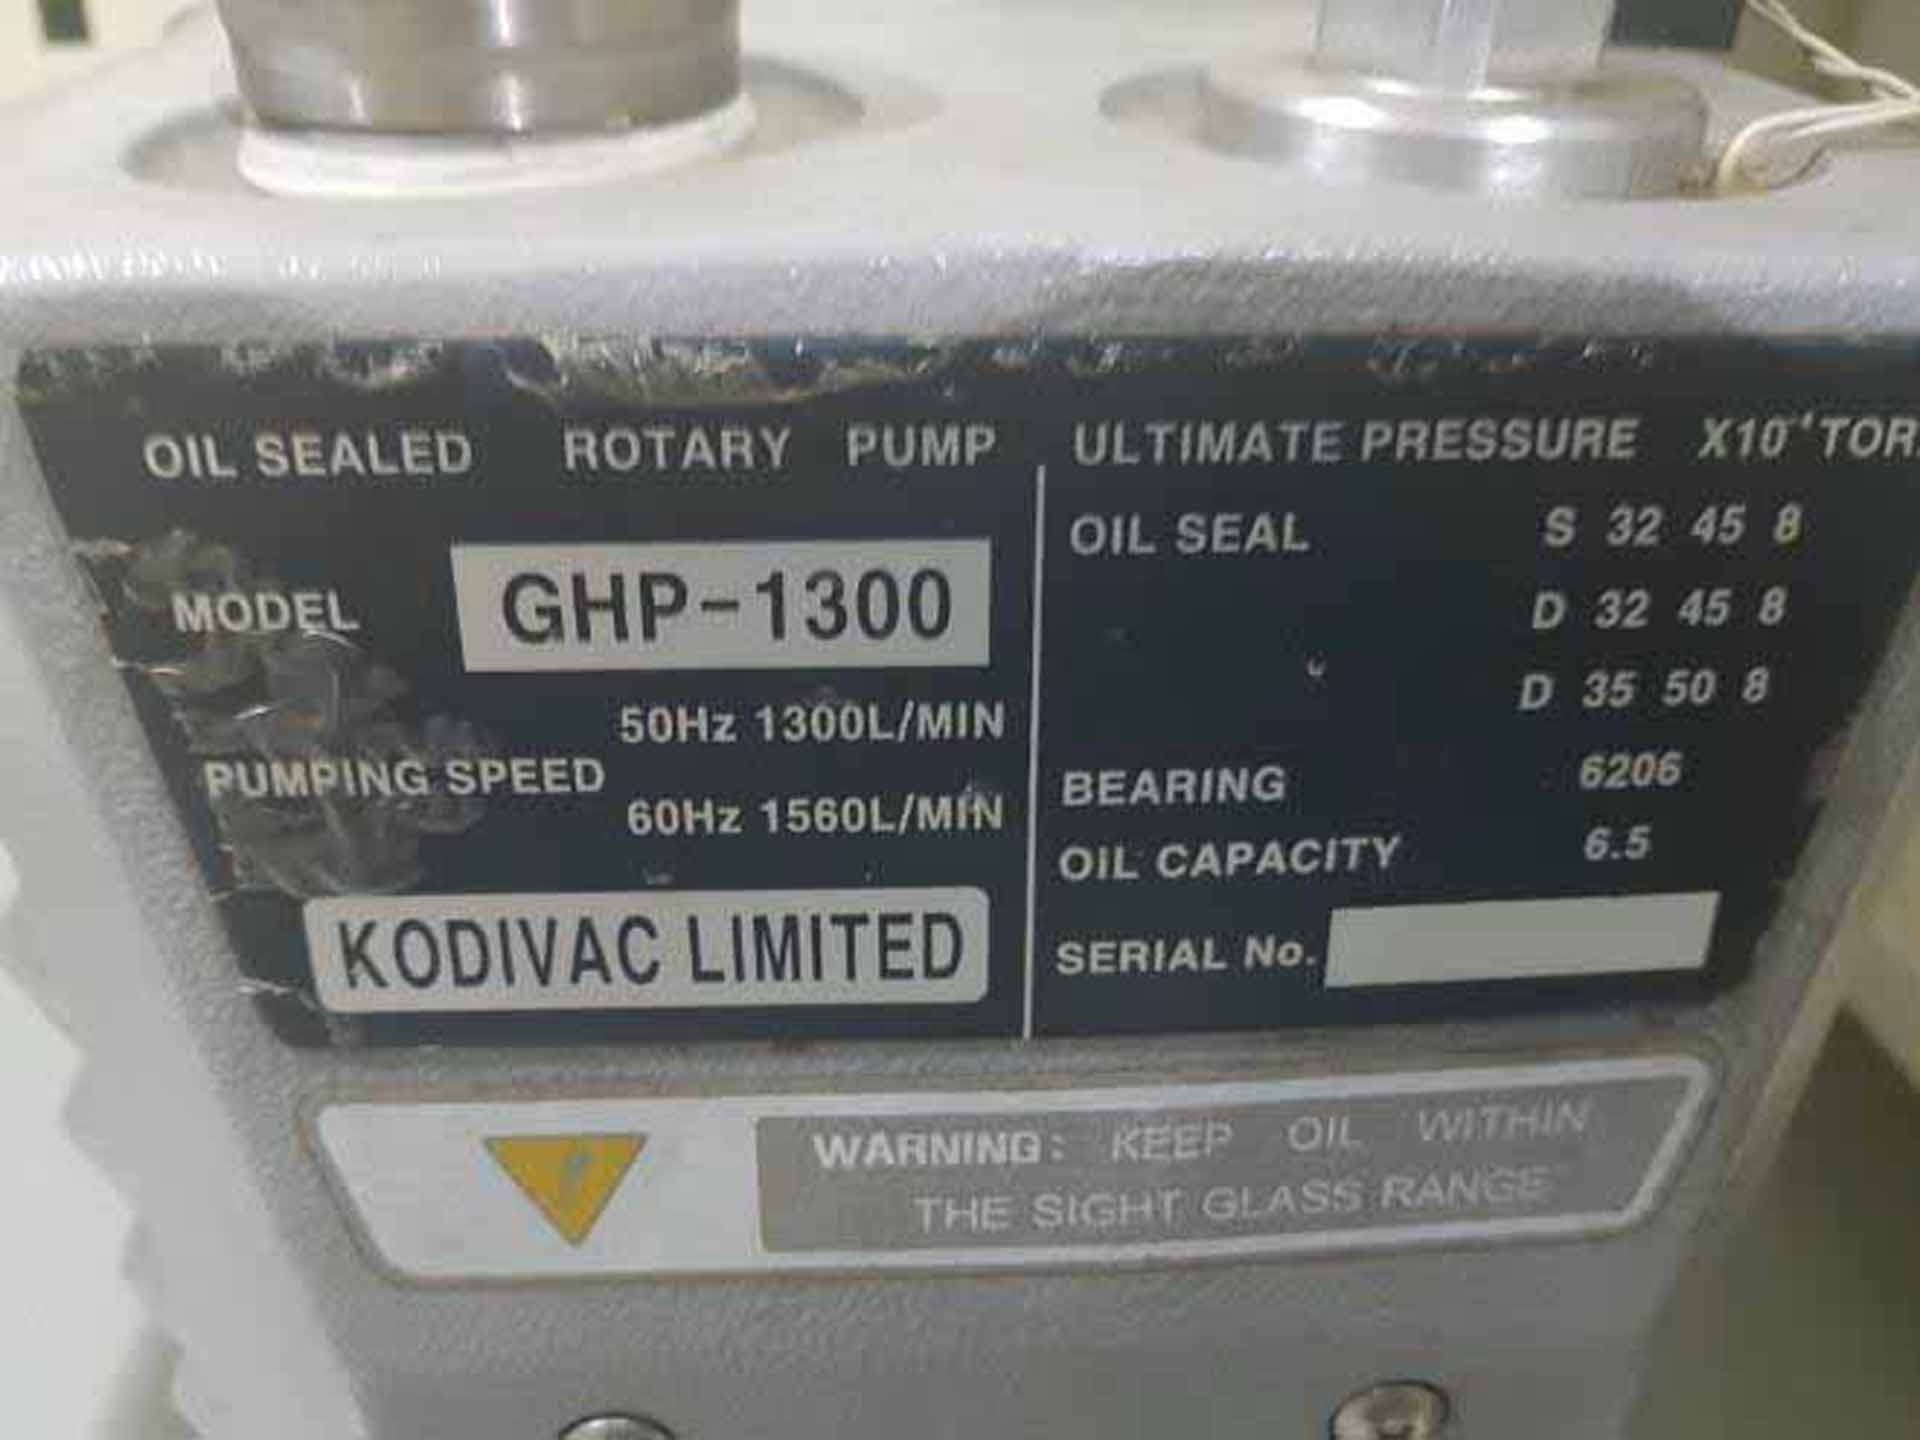 OIL SEALED ROTARY PUMP
MODEL GHP-1300
50Hz 1300L/MIN
PUMPING SPEED
60Hz 1560L/MIN
KODIVAC LIMITED
ULTIMATE PRESSURE X10⁻⁴TOR
OIL SEAL S 32 45 8
D 32 45 8
D 35 50 8
BEARING 6206
OIL CAPACITY 6.5
SERIAL No.
WARNING: KEEP OIL WITHIN
THE SIGHT GLASS RANGE